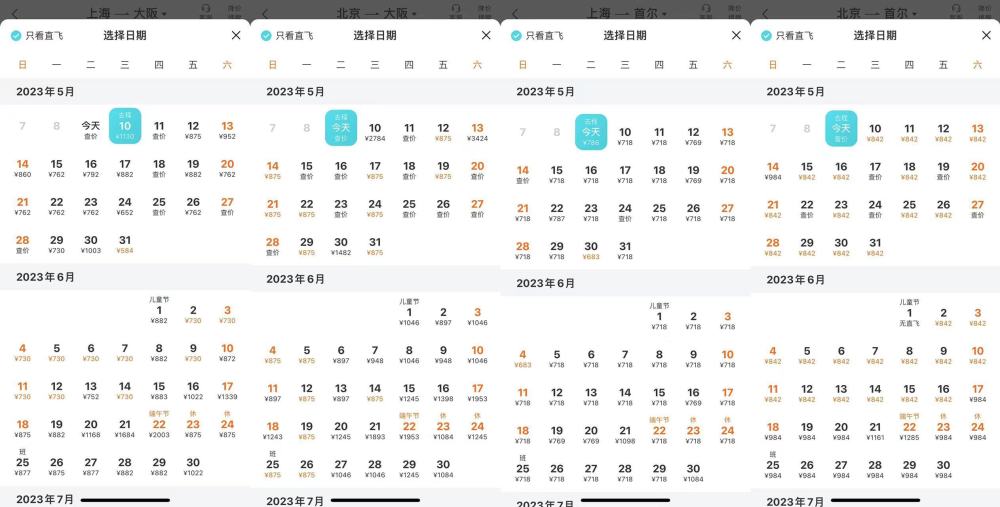 上海 — 大阪
只看直飞 选择日期
日 一 二 三 四 五 六
2023年5月
去程
7 8 今天 10 11 12 13
查价 ¥1130 查价 ¥875 ¥952
14 15 16 17 18 19 20
¥860 ¥762 ¥792 ¥882 ¥882 ¥882 ¥762
21 22 23 24 25 26 27
¥762 ¥762 ¥762 ¥652 查价 查价 查价
28 29 30 31
查价 ¥730 ¥1003 ¥584
2023年6月
儿童节
1 2 3
¥882 ¥730 ¥730
4 5 6 7 8 9 10
¥730 ¥730 ¥730 ¥730 ¥882 ¥730 ¥872
11 12 13 14 15 16 17
¥730 ¥730 ¥752 ¥730 ¥883 ¥1022 ¥1339
端午节 休 休
18 19 20 21 22 23 24
¥875 ¥882 ¥1168 ¥1684 ¥2003 ¥875 ¥875
班
25 26 27 28 29 30
¥877 ¥875 ¥882 ¥882 ¥882 ¥1022
2023年7月
北京 — 大阪
只看直飞 选择日期
日 一 二 三 四 五 六
2023年5月
去程
7 8 今天 10 11 12 13
查价 ¥2784 查价 ¥875 ¥3424
14 15 16 17 18 19 20
¥875 查价 查价 ¥875 查价 ¥875 查价
21 22 23 24 25 26 27
¥875 查价 查价 ¥875 查价 查价 查价
28 29 30 31
查价 ¥875 ¥1482 ¥875
2023年6月
儿童节
1 2 3
¥1046 ¥897 ¥1046
4 5 6 7 8 9 10
¥875 ¥875 ¥897 ¥948 ¥1046 ¥948 ¥1046
11 12 13 14 15 16 17
¥897 ¥875 ¥897 ¥875 ¥1245 ¥1398 ¥1953
端午节 休 休
18 19 20 21 22 23 24
¥1243 ¥875 ¥1245 ¥1893 ¥1953 ¥1084 ¥1245
班
25 26 27 28 29 30
¥875 ¥875 ¥1046 ¥1046 ¥1245 ¥1084
2023年7月
上海 — 首尔
只看直飞 选择日期
日 一 二 三 四 五 六
2023年5月
去程
7 8 今天 10 11 12 13
¥786 ¥718 ¥718 ¥769 ¥718
14 15 16 17 18 19 20
查价 ¥718 ¥718 ¥718 ¥718 ¥769 ¥718
21 22 23 24 25 26 27
¥718 ¥787 ¥718 查价 ¥718 ¥718 ¥718
28 29 30 31
¥718 ¥718 ¥683 ¥718
2023年6月
儿童节
1 2 3
¥718 ¥718 ¥718
4 5 6 7 8 9 10
¥683 ¥718 ¥718 ¥718 ¥718 ¥718 ¥718
11 12 13 14 15 16 17
¥718 ¥718 ¥718 ¥718 ¥718 ¥769 ¥718
端午节 休 休
18 19 20 21 22 23 24
¥718 ¥769 ¥769 ¥1098 ¥718 ¥718 ¥718
班
25 26 27 28 29 30
¥718 ¥718 ¥718 ¥718 ¥718 ¥1084
2023年7月
北京 — 首尔
只看直飞 选择日期
日 一 二 三 四 五 六
2023年5月
去程
7 8 今天 10 11 12 13
查价 ¥842 查价 查价 ¥842
14 15 16 17 18 19 20
¥984 查价 ¥842 查价 ¥842 查价 ¥842
21 22 23 24 25 26 27
¥842 查价 ¥842 查价 ¥842 ¥842 查价
28 29 30 31
¥842 ¥842 ¥842 ¥842
2023年6月
儿童节
1 2 3
无直飞 ¥842 ¥842
4 5 6 7 8 9 10
¥842 ¥842 ¥842 ¥842 ¥842 ¥842 ¥842
11 12 13 14 15 16 17
¥842 ¥842 ¥842 ¥842 ¥842 ¥842 ¥984
端午节 休 休
18 19 20 21 22 23 24
¥984 ¥984 ¥984 ¥1161 ¥1285 ¥984 ¥984
班
25 26 27 28 29 30
¥984 ¥984 ¥984 ¥984 ¥984 ¥984
2023年7月